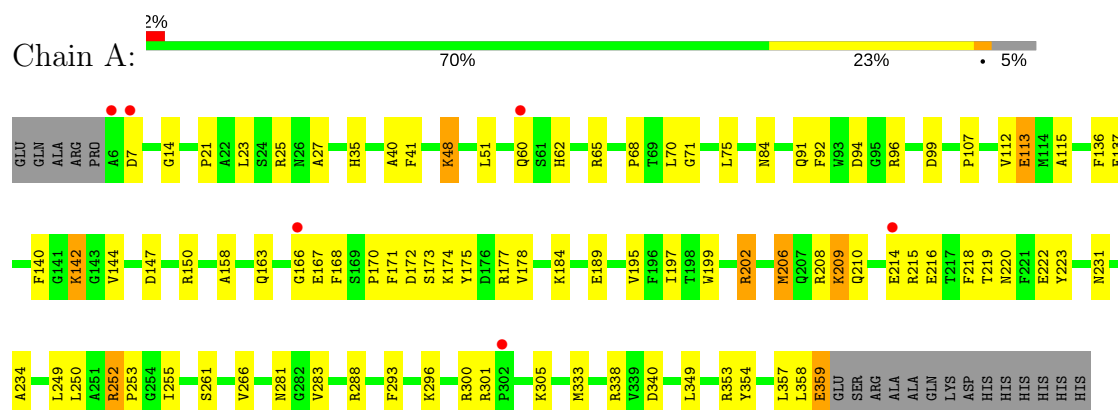 2%
Chain A:
70% 23% • 5%
GLU GLN ALA ARG PRO A6 D7 G14 P21 A22 L23 S24 R25 N26 A27 H35 A40 F41 K48 L51 Q60 S61 H62 R65 P68 T69 L70 G71 L75 N84 Q91 F92 W93 D94 G95 R96 D99 P107 V112 E113 M114 A115 F136 E137
F140 G141 K142 G143 V144 D147 R150 A158 Q163 G166 E167 F168 S169 P170 F171 D172 S173 K174 Y175 D176 R177 V178 K184 E189 V195 F196 I197 T198 W199 R202 M206 Q207 R208 K209 Q210 E214 R215 E216 T217 F218 T219 N220 F221 E222 Y223 N231
A234 L249 L250 A251 R252 P253 G254 I255 S261 V266 N281 G282 V283 R288 F293 K296 R300 R301 P302 K305 M333 R338 V339 D340 L349 R353 Y354 L357 L358 E359 GLU SER ARG ALA ALA GLN LYS ASP HIS HIS HIS HIS HIS HIS